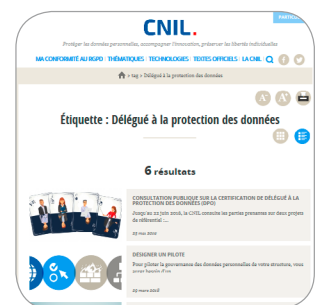 PARTICU
CNIL.
Protéger les données personnelles, accompagner l'innovation, préserver les libertés individuelles
MA CONFORMITÉ AU RGPD | THÉMATIQUES | TECHNOLOGIES | TEXTES OFFICIELS | LA CNIL |
> tag > Délégué à la protection des données
A- A+
Étiquette : Délégué à la protection des données
6 résultats
CONSULTATION PUBLIQUE SUR LA CERTIFICATION DE DÉLÉGUÉ À LA
PROTECTION DES DONNÉES (DPO)
Jusqu'au 22 juin 2018, la CNIL consulte les parties prenantes sur deux projets
de référentiel :...
23 mai 2018
DESIGNER UN PILOTE
Pour piloter la gouvernance des données personnelles de votre structure, vous
aurez besoin d'un
15 mars 2018